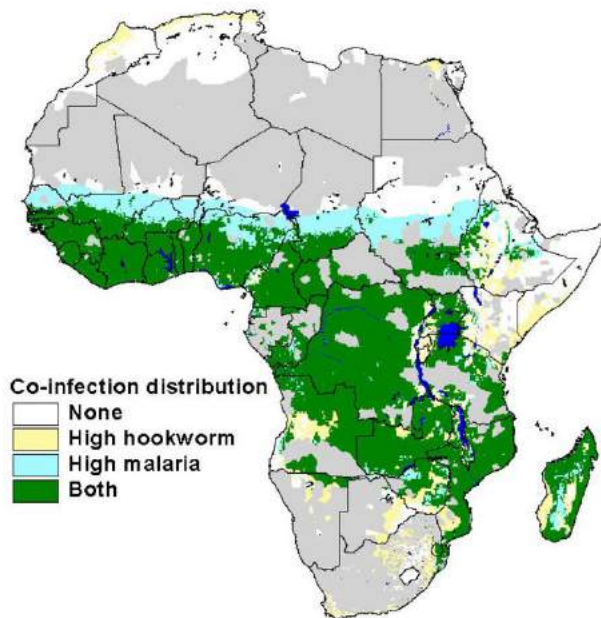 Co-infection distribution
None
High hookworm
High malaria
Both